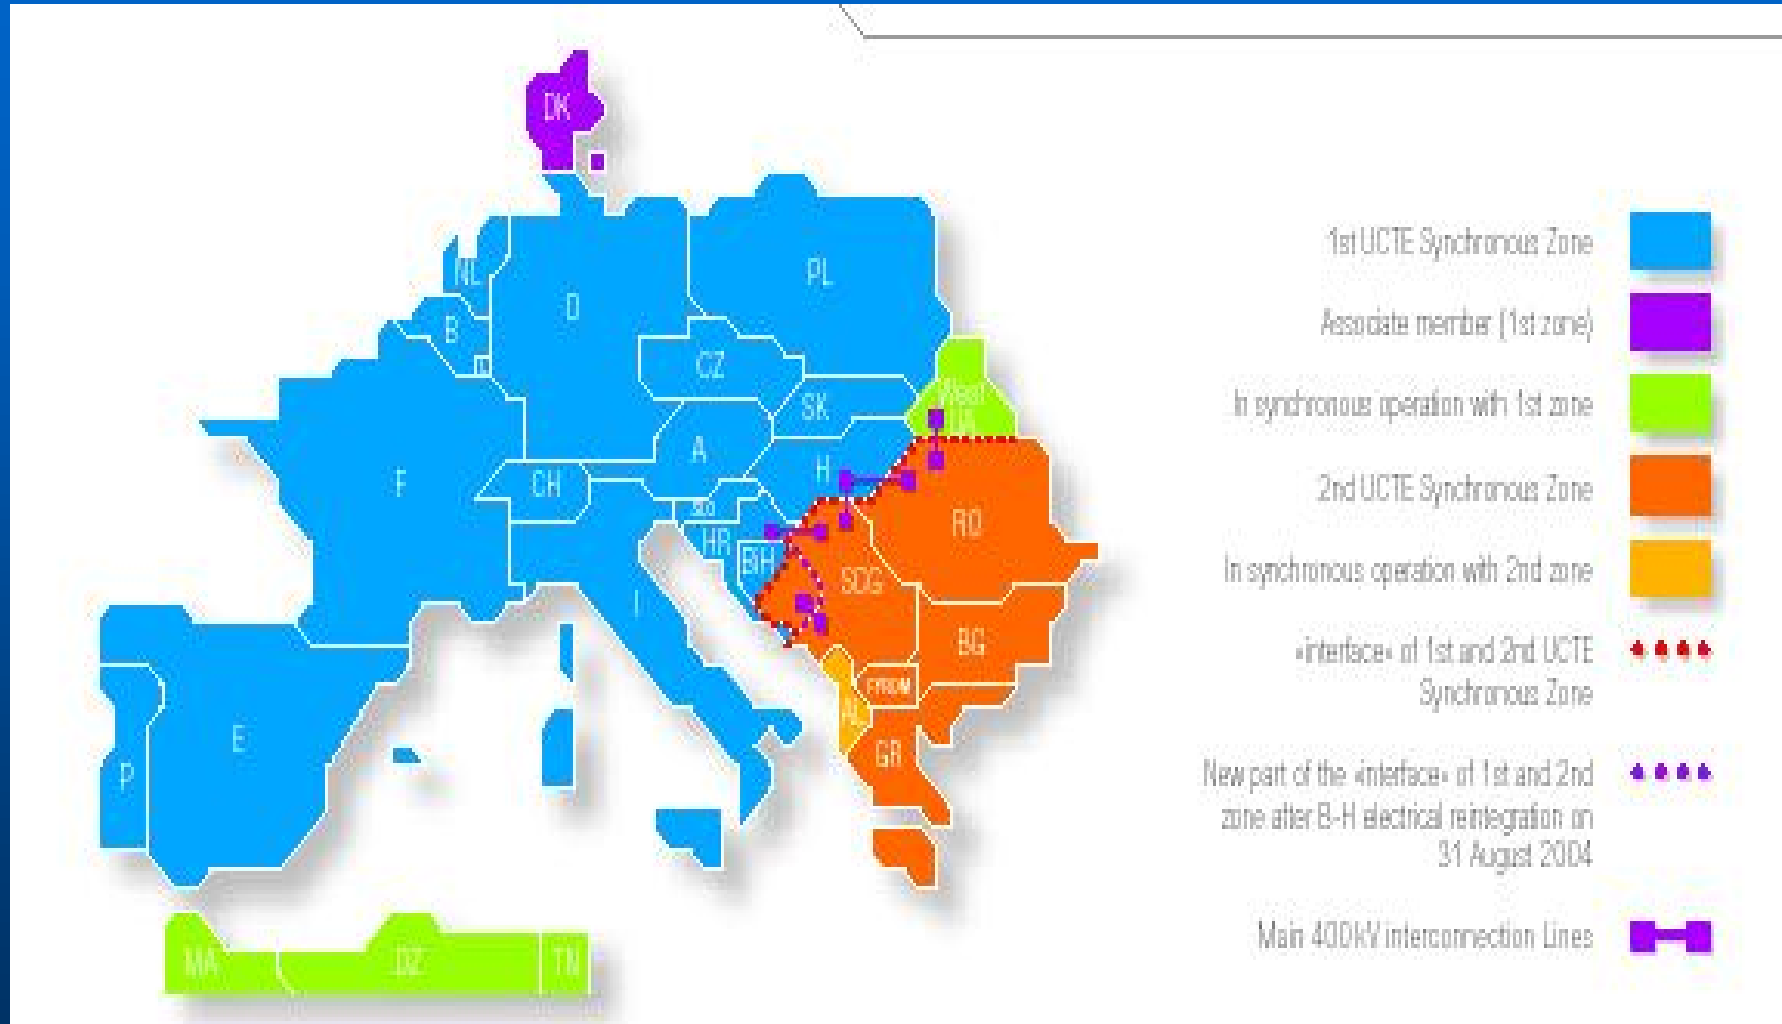 DK
NL
PL
D
B
L
CZ
West
UA
SK
A
H
F
CH
SLO
RO
HR
BiH
SCG
I
BG
FYROM
AL
E
GR
P
MA
DZ
TN
1st UCTE Synchronous Zone
Associate member (1st zone)
In synchronous operation with 1st zone
2nd UCTE Synchronous Zone
In synchronous operation with 2nd zone
«interface» of 1st and 2nd UCTE
Synchronous Zone
New part of the «interface» of 1st and 2nd
zone after B-H electrical reintegration on
31 August 2004
Main 400kV interconnection Lines